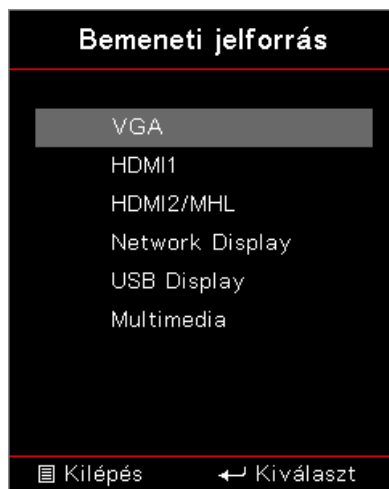 Bemeneti jelforrás
VGA
HDMI1
HDMI2/MHL
Network Display
USB Display
Multimedia
Kilépés Kiválaszt